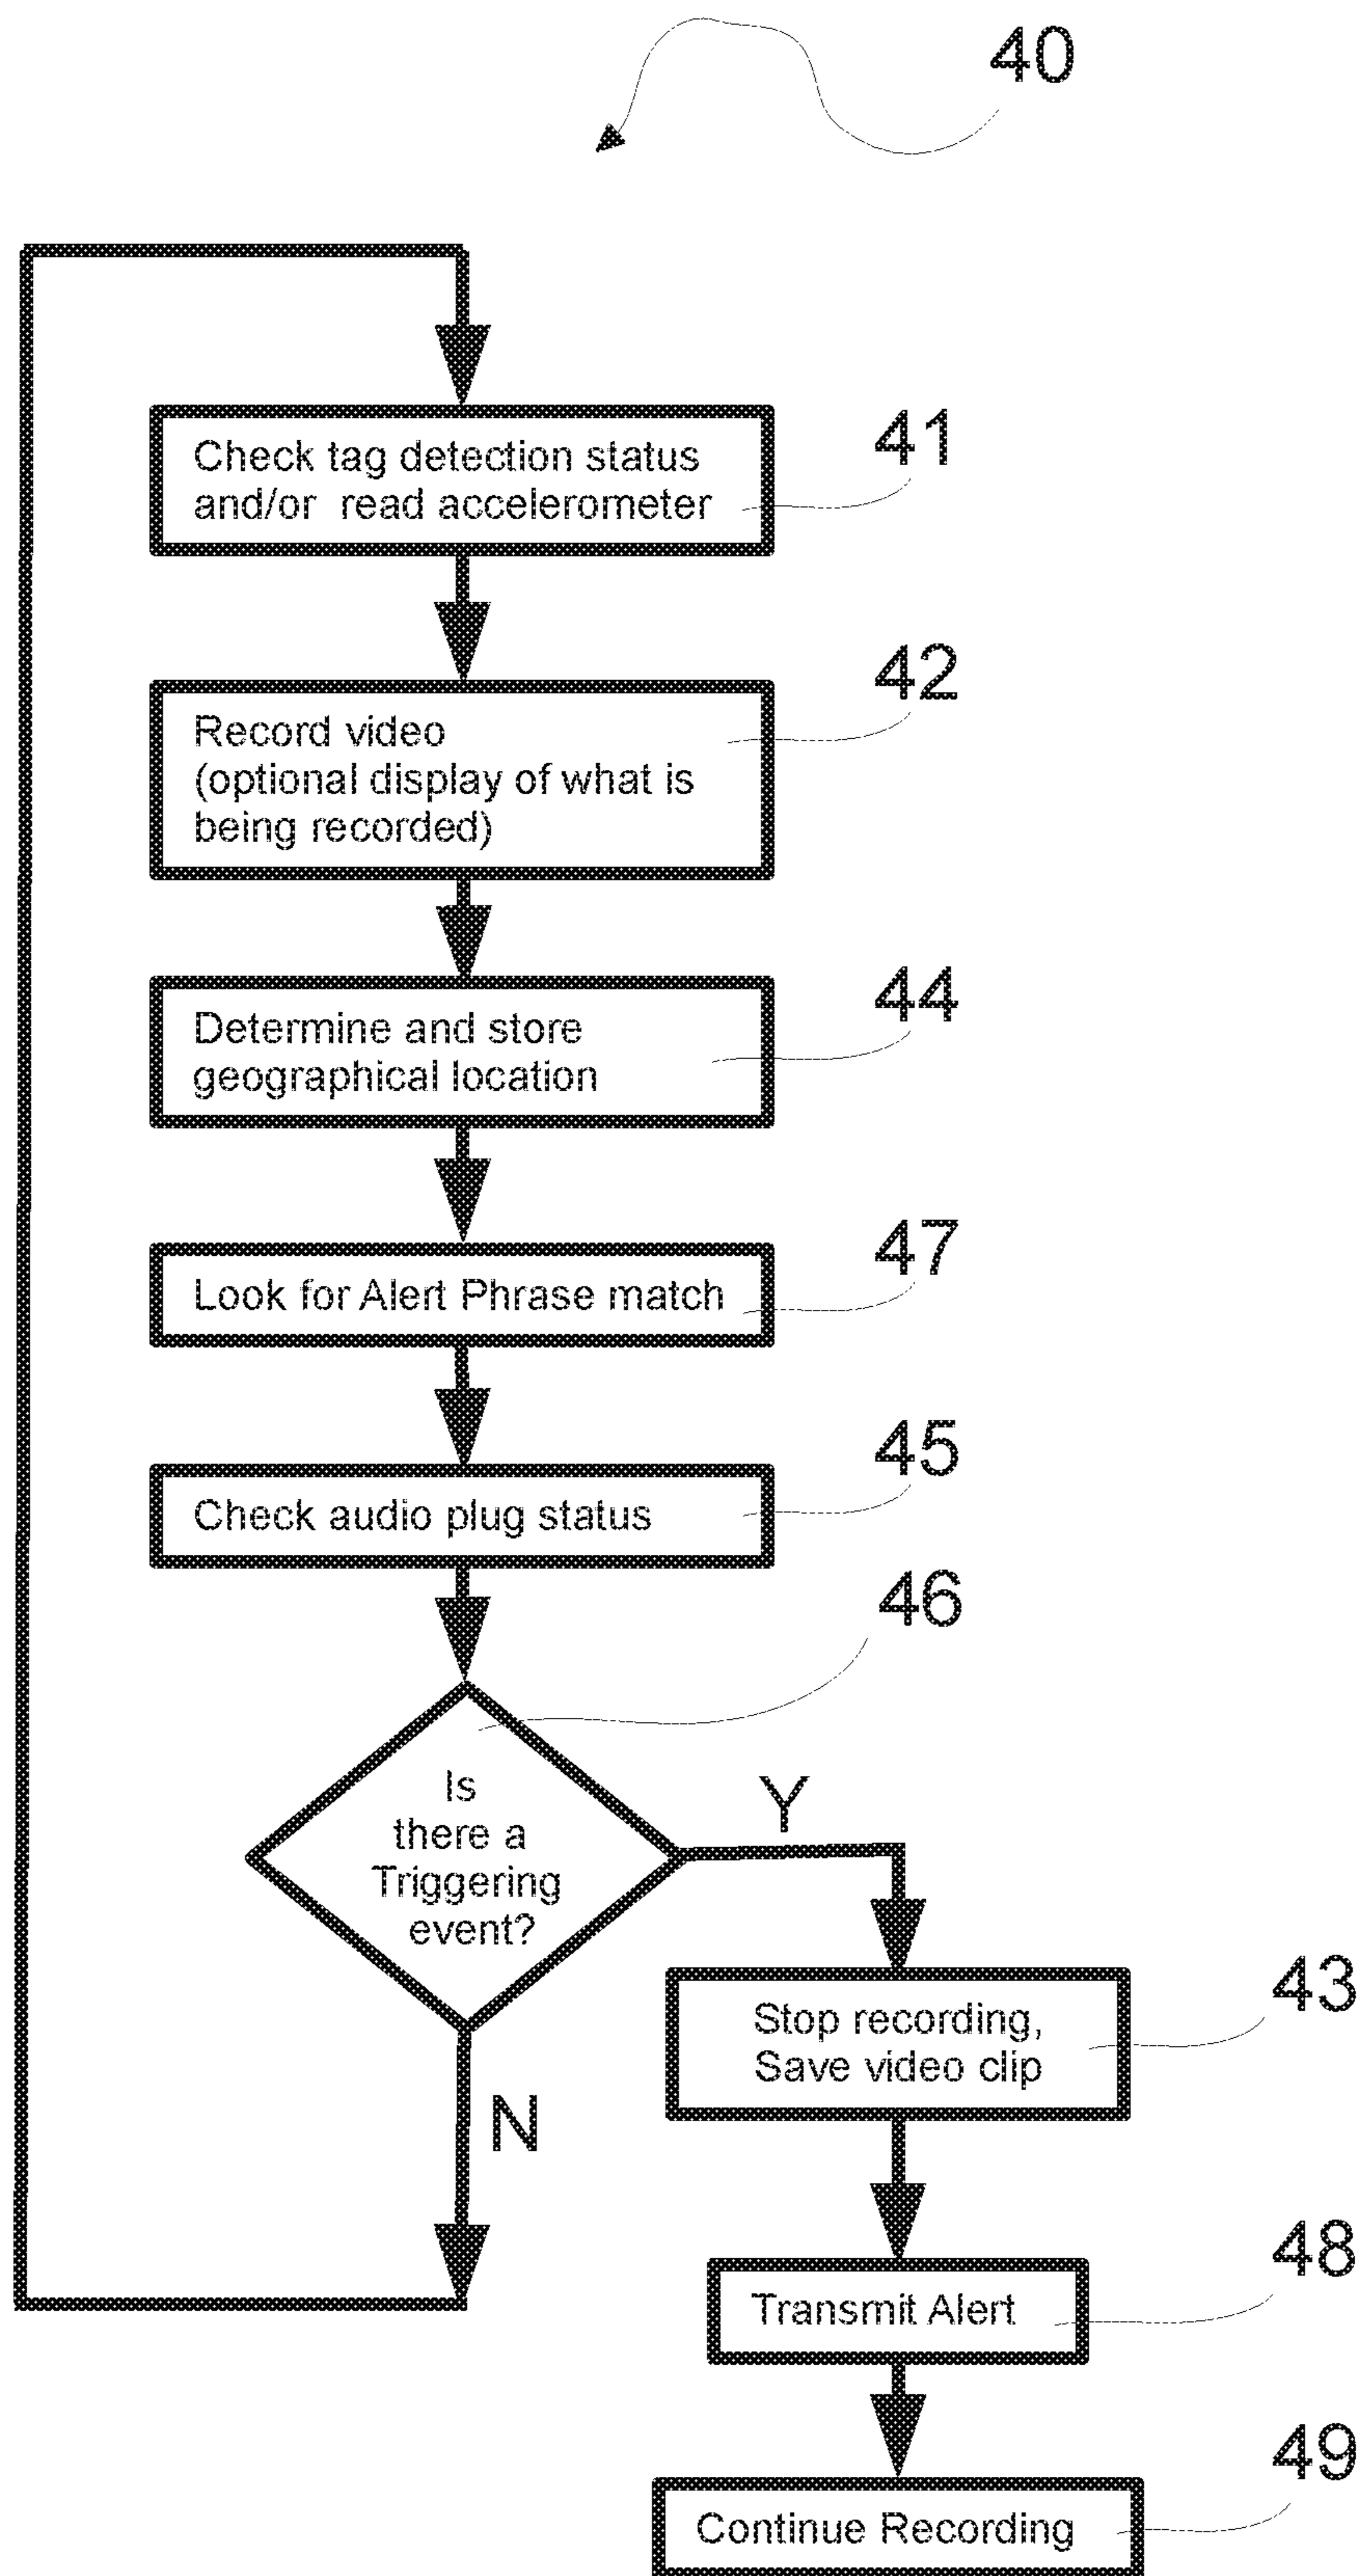 40
Check tag detection status
and/or read accelerometer
41
Record video
(optional display of what is
being recorded)
42
Determine and store
geographical location
44
Look for Alert Phrase match
47
Check audio plug status
45
46
Is
there a
Triggering
event?
Y
N
Stop recording,
Save video clip
43
Transmit Alert
48
Continue Recording
49